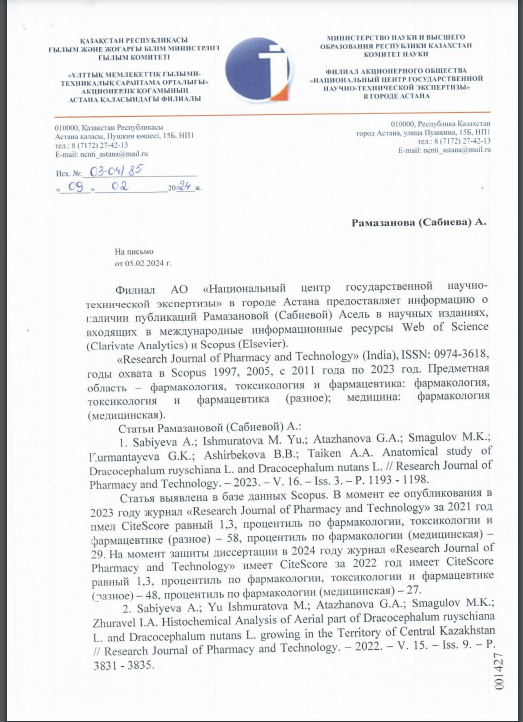 ҚАЗАҚСТАН РЕСПУБЛИКАСЫ
ҒЫЛЫМ ЖӘНЕ ЖОҒАРҒЫ БІЛІМ МИНИСТРЛІГІ
ҒЫЛЫМ КОМИТЕТІ
«ҰЛТТЫҚ МЕМЛЕКЕТТІК ҒЫЛЫМИ-
ТЕХНИКАЛЫҚ САРАПТАМА ОРТАЛЫҒЫ»
АКЦИОНЕРЛІК ҚОҒАМЫНЫҢ
АСТАНА ҚАЛАСЫНДАҒЫ ФИЛИАЛЫ
МИНИСТЕРСТВО НАУКИ И ВЫСШЕГО
ОБРАЗОВАНИЯ РЕСПУБЛИКИ КАЗАХСТАН
КОМИТЕТ НАУКИ
ФИЛИАЛ АКЦИОНЕРНОГО ОБЩЕСТВА
«НАЦИОНАЛЬНЫЙ ЦЕНТР ГОСУДАРСТВЕННОЙ
НАУЧНО-ТЕХНИЧЕСКОЙ ЭКСПЕРТИЗЫ»
В ГОРОДЕ АСТАНА
010000, Қазақстан Республикасы
Астана қаласы, Пушкин көшесі, 15Б, НП1
тел.: 8 (7172) 27-42-13
E-mail: ncnti_astana@mail.ru
010000, Республика Казахстан
город Астана, улица Пушкина, 15Б, НП1
тел.: 8 (7172) 27-42-13
E-mail: ncnti_astana@mail.ru
Исх. № 03-04/85
«09» 02 2024 ж.
Рамазанова (Сабиева) А.
На письмо
от 05.02.2024 г.
Филиал АО «Национальный центр государственной научно-
технической экспертизы» в городе Астана предоставляет информацию о
наличии публикаций Рамазановой (Сабиевой) Асель в научных изданиях,
входящих в международные информационные ресурсы Web of Science
(Clarivate Analytics) и Scopus (Elsevier).
«Research Journal of Pharmacy and Technology» (India), ISSN: 0974-3618,
годы охвата в Scopus 1997, 2005, с 2011 года по 2023 год. Предметная
область – фармакология, токсикология и фармацевтика: фармакология,
токсикология и фармацевтика (разное); медицина: фармакология
(медицинская).
Статьи Рамазановой (Сабиевой) А.:
1. Sabiyeva A.; Ishmuratova M. Yu.; Atazhanova G.A.; Smagulov M.K.;
Kurmantayeva G.K.; Ashirbekova B.B.; Taiken A.A. Anatomical study of
Dracocephalum ruyschiana L. and Dracocephalum nutans L. // Research Journal of
Pharmacy and Technology. – 2023. – V. 16. – Iss. 3. – P. 1193 - 1198.
Статья выявлена в базе данных Scopus. В момент ее опубликования в
2023 году журнал «Research Journal of Pharmacy and Technology» за 2021 год
имел CiteScore равный 1,3, процентиль по фармакологии, токсикологии и
фармацевтике (разное) – 58, процентиль по фармакологии (медицинская) –
29. На момент защиты диссертации в 2024 году журнал «Research Journal of
Pharmacy and Technology» имеет CiteScore за 2022 год имеет CiteScore
равный 1,3, процентиль по фармакологии, токсикологии и фармацевтике
(разное) – 48, процентиль по фармакологии (медицинская) – 27.
2. Sabiyeva A.; Yu Ishmuratova M.; Atazhanova G.A.; Smagulov M.K.;
Zhuravel I.A. Histochemical Analysis of Aerial part of Dracocephalum ruyschiana
L. and Dracocephalum nutans L. growing in the Territory of Central Kazakhstan
// Research Journal of Pharmacy and Technology. – 2022. – V. 15. – Iss. 9. – P.
3831 - 3835.
001427